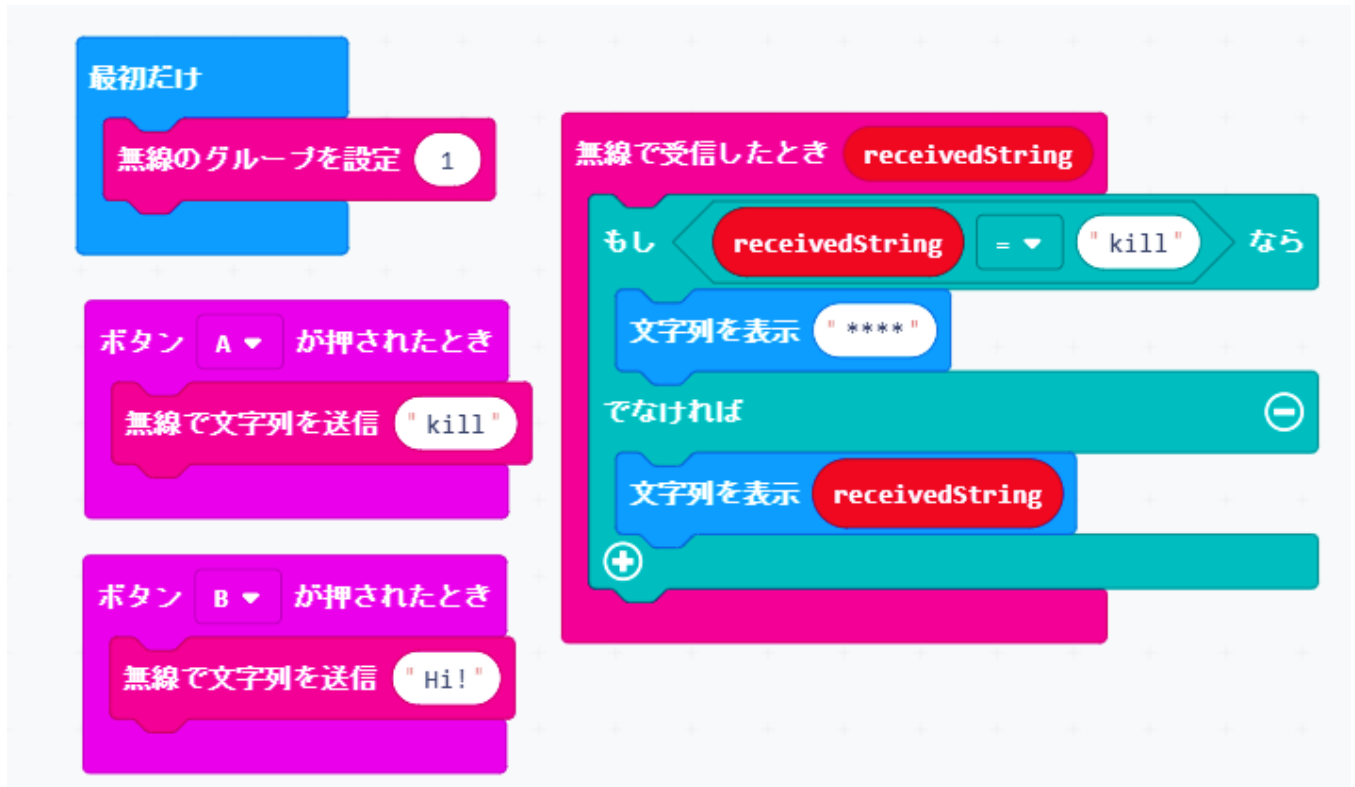 最初だけ
無線のグループを設定 1
ボタン A が押されたとき
無線で文字列を送信 "kill"
ボタン B が押されたとき
無線で文字列を送信 "Hi!"
無線で受信したとき receivedString
もし receivedString = "kill" なら
文字列を表示 "****"
でなければ
文字列を表示 receivedString